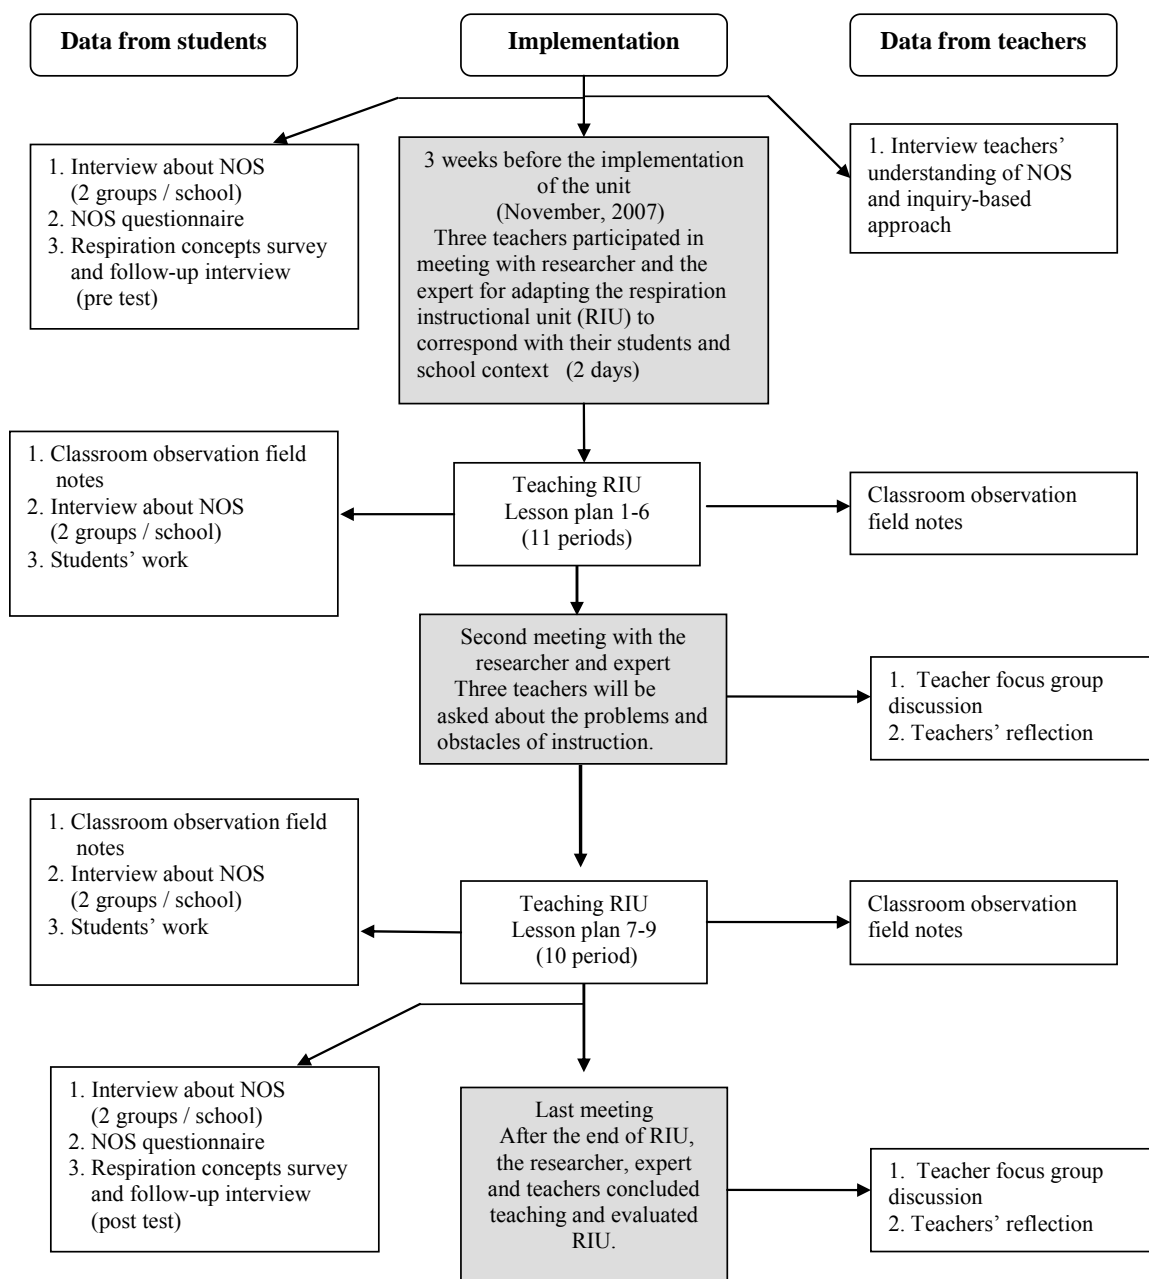 Data from students
Implementation
Data from teachers
1. Interview about NOS
(2 groups / school)
2. NOS questionnaire
3. Respiration concepts survey
and follow-up interview
(pre test)
3 weeks before the implementation
of the unit
(November, 2007)
Three teachers participated in
meeting with researcher and the
expert for adapting the respiration
instructional unit (RIU) to
correspond with their students and
school context (2 days)
1. Interview teachers'
understanding of NOS
and inquiry-based
approach
1. Classroom observation field
notes
2. Interview about NOS
(2 groups / school)
3. Students' work
Teaching RIU
Lesson plan 1-6
(11 periods)
Classroom observation
field notes
Second meeting with the
researcher and expert
Three teachers will be
asked about the problems and
obstacles of instruction.
1. Teacher focus group
discussion
2. Teachers' reflection
1. Classroom observation field
notes
2. Interview about NOS
(2 groups / school)
3. Students' work
Teaching RIU
Lesson plan 7-9
(10 period)
Classroom observation
field notes
1. Interview about NOS
(2 groups / school)
2. NOS questionnaire
3. Respiration concepts survey
and follow-up interview
(post test)
Last meeting
After the end of RIU,
the researcher, expert
and teachers concluded
teaching and evaluated
RIU.
1. Teacher focus group
discussion
2. Teachers' reflection